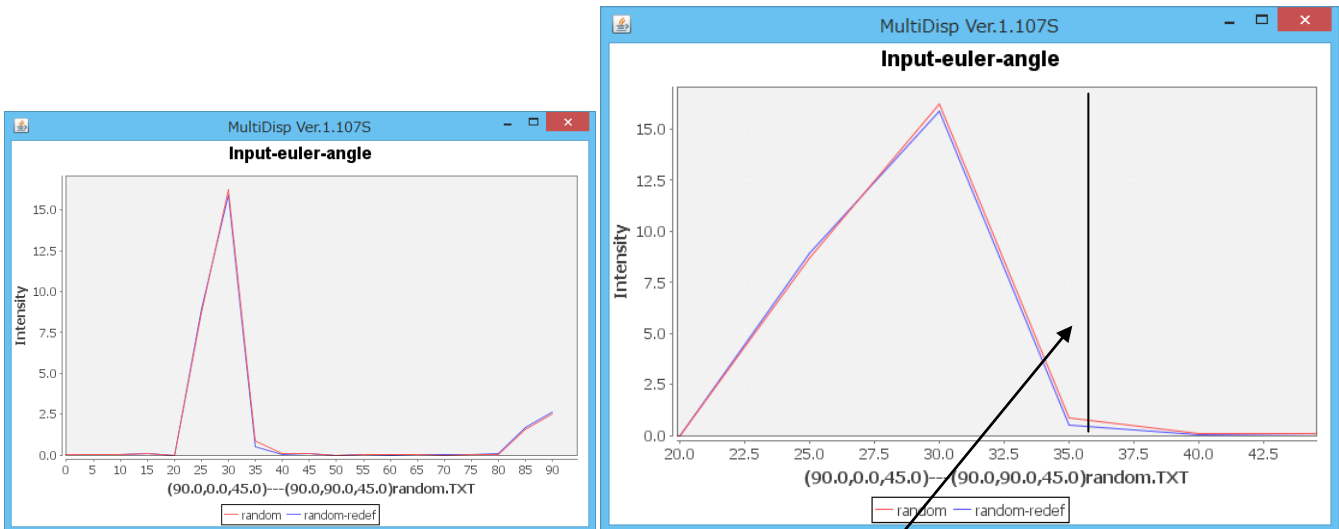 MultiDisp Ver.1.107S
Input-euler-angle
Intensity
15.0
12.5
10.0
7.5
5.0
2.5
0.0
0 5 10 15 20 25 30 35 40 45 50 55 60 65 70 75 80 85 90
(90.0,0.0,45.0)---(90.0,90.0,45.0)random.TXT
random random-redef
MultiDisp Ver.1.107S
Input-euler-angle
Intensity
15.0
12.5
10.0
7.5
5.0
2.5
0.0
20.0 22.5 25.0 27.5 30.0 32.5 35.0 37.5 40.0 42.5
(90.0,0.0,45.0)---(90.0,90.0,45.0)random.TXT
random random-redef